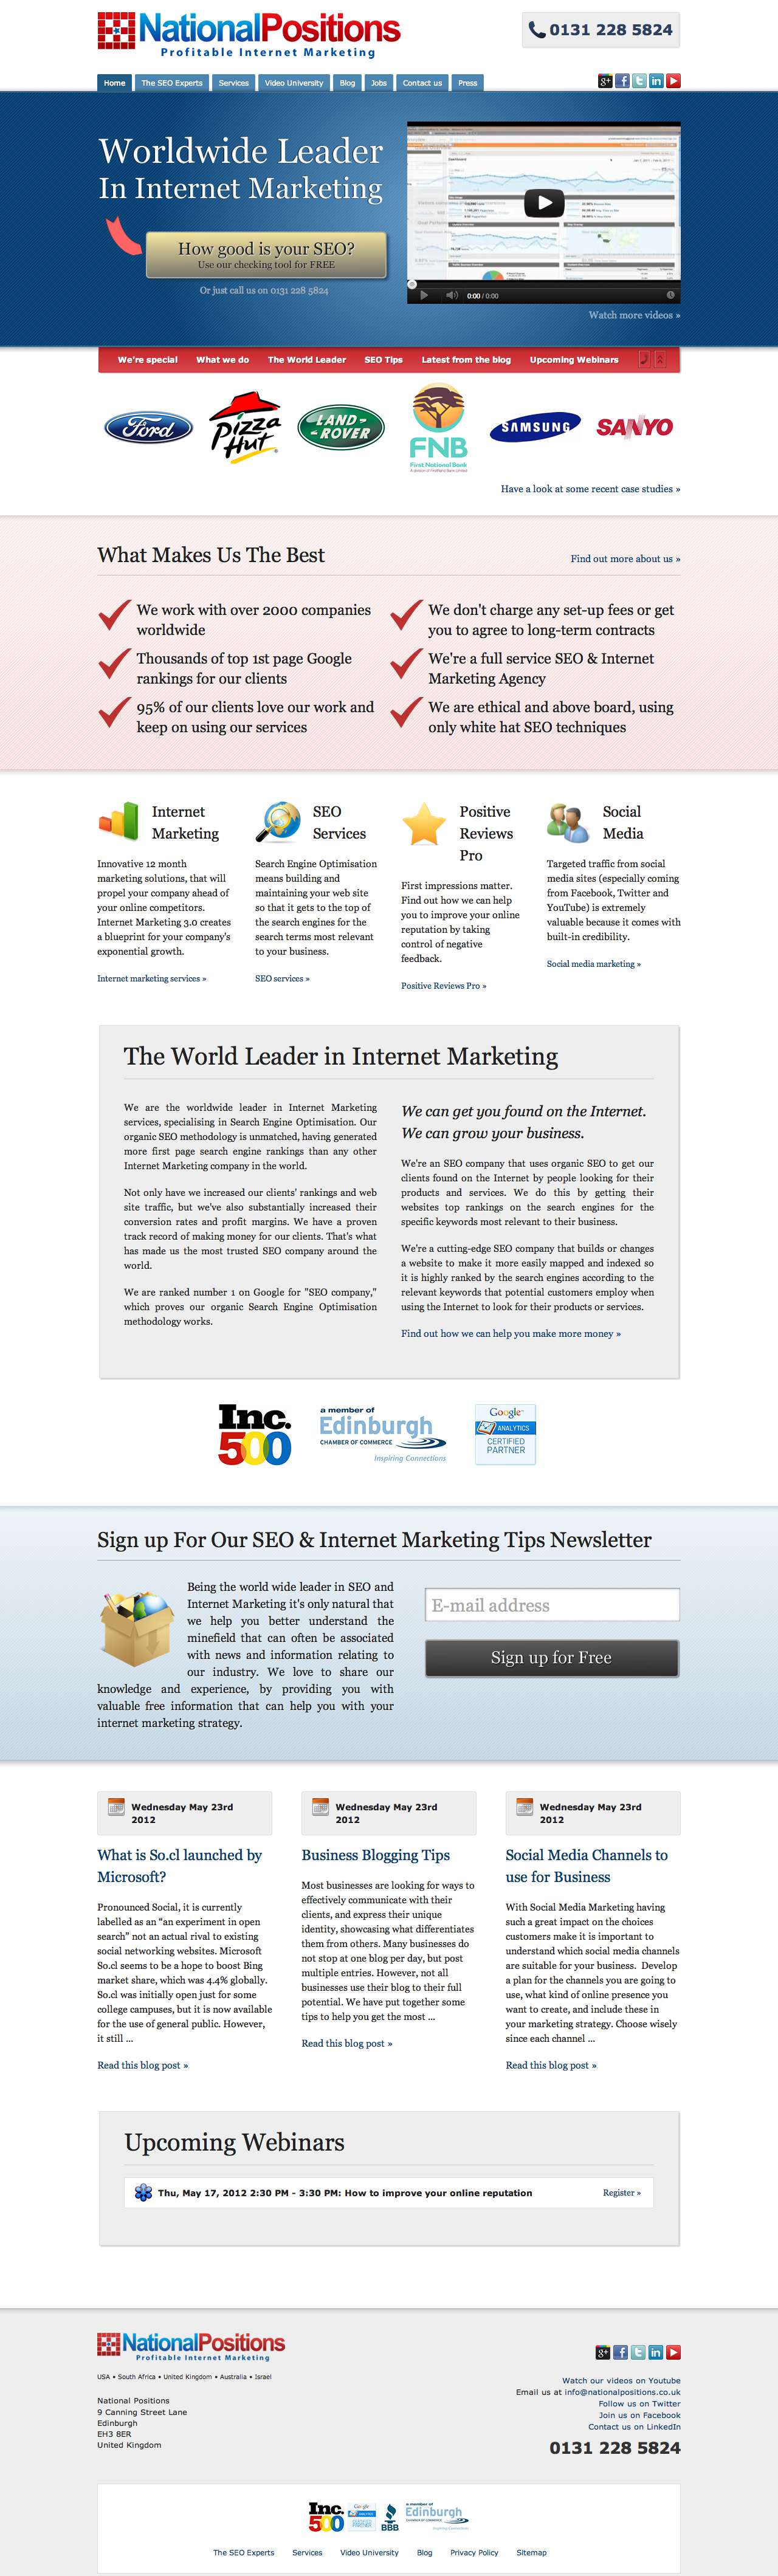 NationalPositions
Profitable Internet Marketing
0131 228 5824
Home
The SEO Experts
Services
Video University
Blog
Jobs
Contact us
Press
Worldwide Leader
In Internet Marketing
How good is your SEO?
Use our checking tool for FREE
Or just call us on 0131 228 5824
0:00 / 0:00
Watch more videos »
We're special
What we do
The World Leader
SEO Tips
Latest from the blog
Upcoming Webinars
Ford
Pizza Hut
LAND-ROVER
FNB
First National Bank
SAMSUNG
SANYO
Have a look at some recent case studies »
What Makes Us The Best
Find out more about us »
We work with over 2000 companies
worldwide
We don't charge any set-up fees or get
you to agree to long-term contracts
Thousands of top 1st page Google
rankings for our clients
We're a full service SEO & Internet
Marketing Agency
95% of our clients love our work and
keep on using our services
We are ethical and above board, using
only white hat SEO techniques
Internet
Marketing
Innovative 12 month
marketing solutions, that will
propel your company ahead of
your online competitors.
Internet Marketing 3.0 creates
a blueprint for your company's
exponential growth.
Internet marketing services »
SEO
Services
Search Engine Optimisation
means building and
maintaining your web site
so that it gets to the top of
the search engines for the
search terms most relevant
to your business.
SEO services »
Positive
Reviews
Pro
First impressions matter.
Find out how we can help
you to improve your online
reputation by taking
control of negative
feedback.
Positive Reviews Pro »
Social
Media
Targeted traffic from social
media sites (especially coming
from Facebook, Twitter and
YouTube) is extremely
valuable because it comes with
built-in credibility.
Social media marketing »
The World Leader in Internet Marketing
We are the worldwide leader in Internet Marketing
services, specialising in Search Engine Optimisation. Our
organic SEO methodology is unmatched, having generated
more first page search engine rankings than any other
Internet Marketing company in the world.
Not only have we increased our clients' rankings and web
site traffic, but we've also substantially increased their
conversion rates and profit margins. We have a proven
track record of making money for our clients. That's what
has made us the most trusted SEO company around the
world.
We are ranked number 1 on Google for "SEO company,"
which proves our organic Search Engine Optimisation
methodology works.
We can get you found on the Internet.
We can grow your business.
We're an SEO company that uses organic SEO to get our
clients found on the Internet by people looking for their
products and services. We do this by getting their
websites top rankings on the search engines for the
specific keywords most relevant to their business.
We're a cutting-edge SEO company that builds or changes
a website to make it more easily mapped and indexed so
it is highly ranked by the search engines according to the
relevant keywords that potential customers employ when
using the Internet to look for their products or services.
Find out how we can help you make more money »
Inc.
500
a member of
Edinburgh
CHAMBER OF COMMERCE
Inspiring Connections
Google
ANALYTICS
CERTIFIED
PARTNER
Sign up For Our SEO & Internet Marketing Tips Newsletter
Being the world wide leader in SEO and
Internet Marketing it's only natural that
we help you better understand the
minefield that can often be associated
with news and information relating to
our industry. We love to share our
knowledge and experience, by providing you with
valuable free information that can help you with your
internet marketing strategy.
E-mail address
Sign up for Free
Wednesday May 23rd
2012
What is So.cl launched by
Microsoft?
Pronounced Social, it is currently
labelled as an “an experiment in open
search” not an actual rival to existing
social networking websites. Microsoft
So.cl seems to be a hope to boost Bing
market share, which was 4.4% globally.
So.cl was initially open just for some
college campuses, but it is now available
for the use of general public. However,
it still ...
Read this blog post »
Wednesday May 23rd
2012
Business Blogging Tips
Most businesses are looking for ways to
effectively communicate with their
clients, and express their unique
identity, showcasing what differentiates
them from others. Many businesses do
not stop at one blog per day, but post
multiple entries. However, not all
businesses use their blog to their full
potential. We have put together some
tips to help you get the most ...
Read this blog post »
Wednesday May 23rd
2012
Social Media Channels to
use for Business
With Social Media Marketing having
such a great impact on the choices
customers make it is important to
understand which social media channels
are suitable for your business. Develop
a plan for the channels you are going to
use, what kind of online presence you
want to create, and include these in
your marketing strategy. Choose wisely
since each channel ...
Read this blog post »
Upcoming Webinars
Thu, May 17, 2012 2:30 PM - 3:30 PM: How to improve your online reputation
Register »
NationalPositions
Profitable Internet Marketing
USA • South Africa • United Kingdom • Australia • Israel
National Positions
9 Canning Street Lane
Edinburgh
EH3 8ER
United Kingdom
Watch our videos on Youtube
Email us at info@nationalpositions.co.uk
Follow us on Twitter
Join us on Facebook
Contact us on LinkedIn
0131 228 5824
Inc.
500
Google
BBB
a member of
Edinburgh
The SEO Experts
Services
Video University
Blog
Privacy Policy
Sitemap